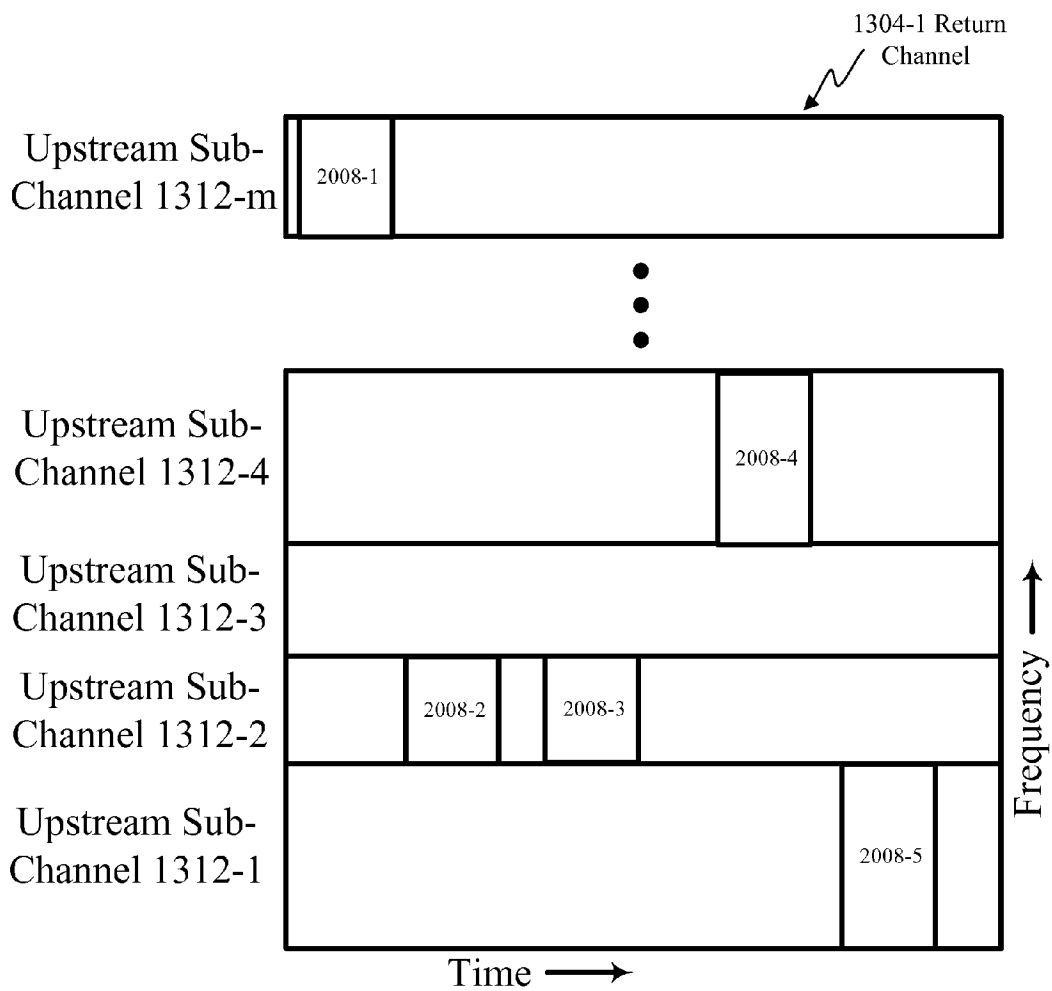 1304-1 Return
Channel
Upstream Sub-
Channel 1312-m
2008-1
Upstream Sub-
Channel 1312-4
2008-4
Upstream Sub-
Channel 1312-3
Upstream Sub-
Channel 1312-2
2008-2
2008-3
Frequency
Upstream Sub-
Channel 1312-1
2008-5
Time